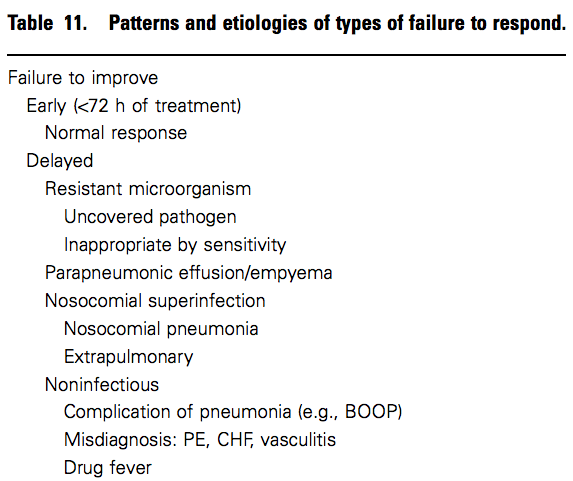 Table 11. Patterns and etiologies of types of failure to respond.
Failure to improve
Early (<72 h of treatment)
Normal response
Delayed
Resistant microorganism
Uncovered pathogen
Inappropriate by sensitivity
Parapneumonic effusion/empyema
Nosocomial superinfection
Nosocomial pneumonia
Extrapulmonary
Noninfectious
Complication of pneumonia (e.g., BOOP)
Misdiagnosis: PE, CHF, vasculitis
Drug fever